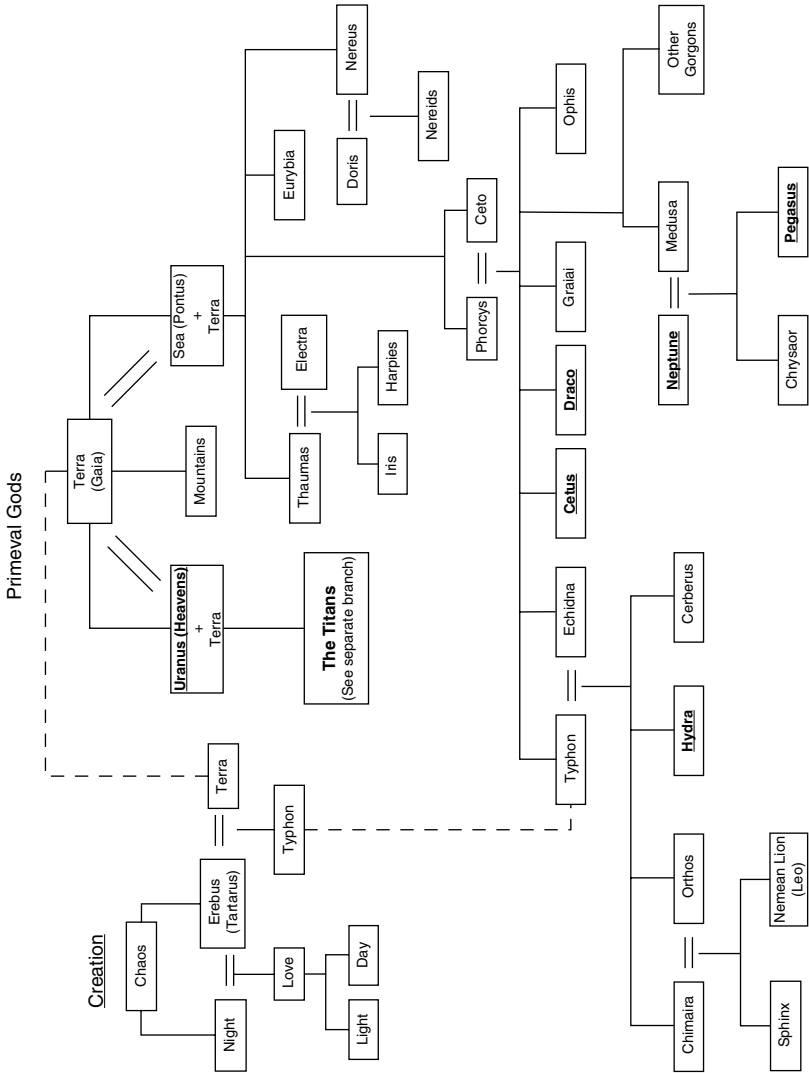 Primeval Gods
Creation
Chaos
Night
Erebus
(Tartarus)
Love
Light
Day
Terra
Typhon
Terra
(Gaia)
Uranus (Heavens)
+
Terra
Mountains
Sea (Pontus)
+
Terra
The Titans
(See separate branch)
Thaumas
Electra
Iris
Harpies
Eurybia
Doris
Nereus
Nereids
Phorcys
Ceto
Typhon
Echidna
Cetus
Draco
Graiai
Ophis
Chimaira
Orthos
Hydra
Cerberus
Sphinx
Nemean Lion
(Leo)
Neptune
Medusa
Other
Gorgons
Chrysaor
Pegasus